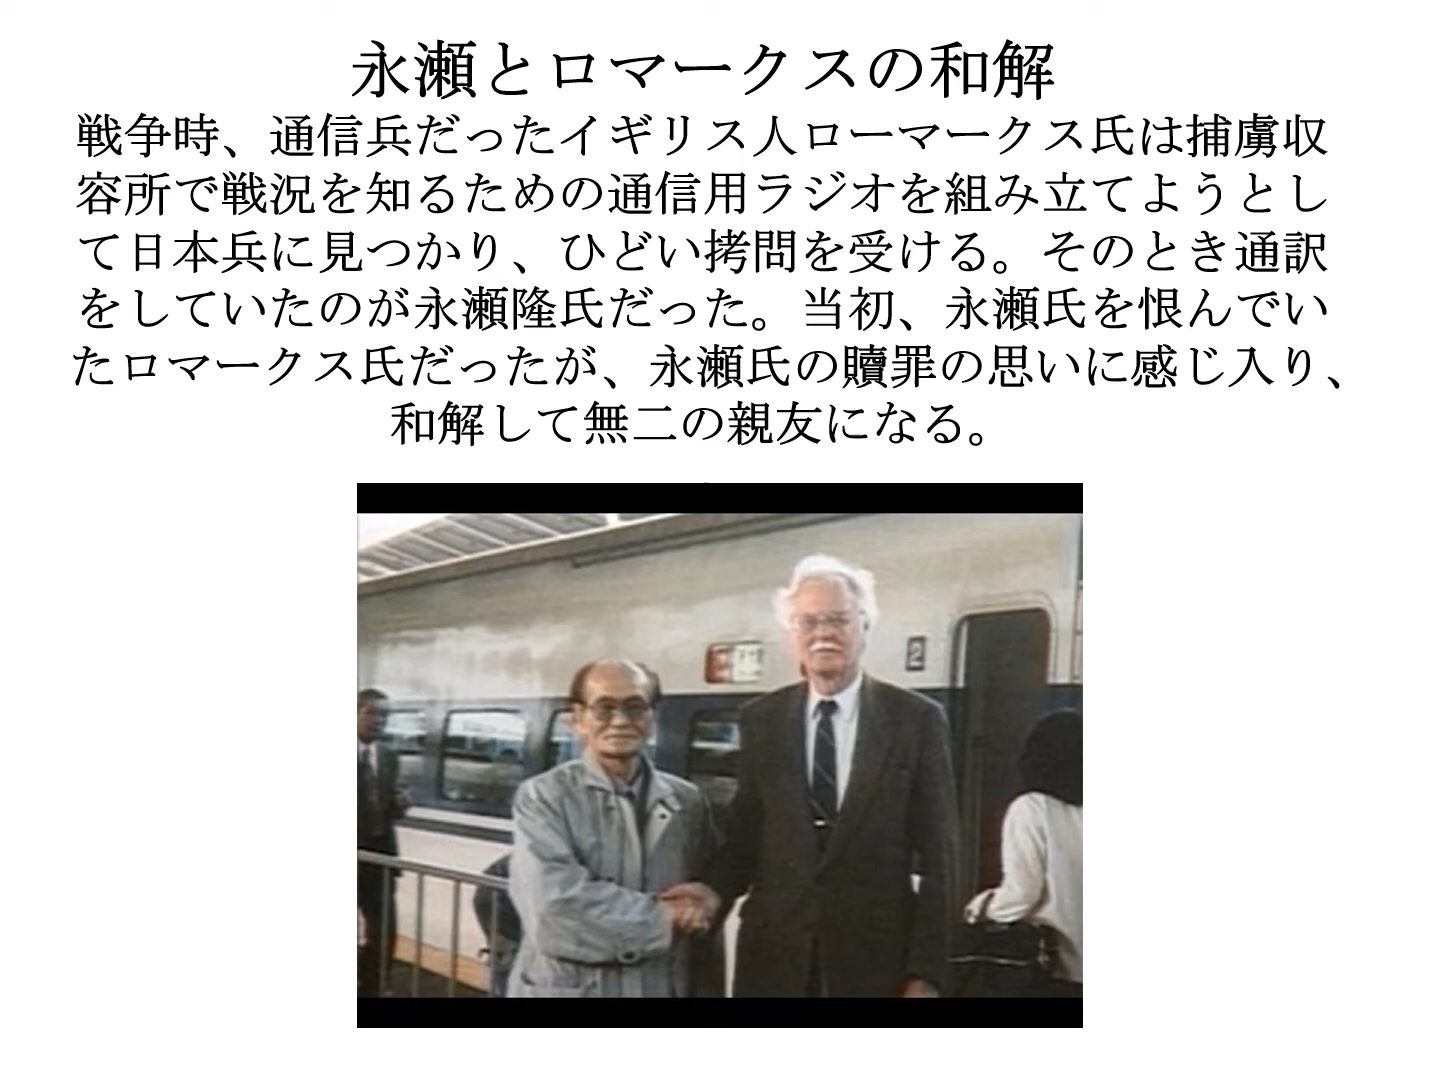 永瀬とロマークスの和解
戦争時、通信兵だったイギリス人ローマークス氏は捕虜収
容所で戦況を知るための通信用ラジオを組み立てようとし
て日本兵に見つかり、ひどい拷問を受ける。そのとき通訳
をしていたのが永瀬隆氏だった。当初、永瀬氏を恨んでい
たロマークス氏だったが、永瀬氏の贖罪の思いに感じ入り、
和解して無二の親友になる。
2